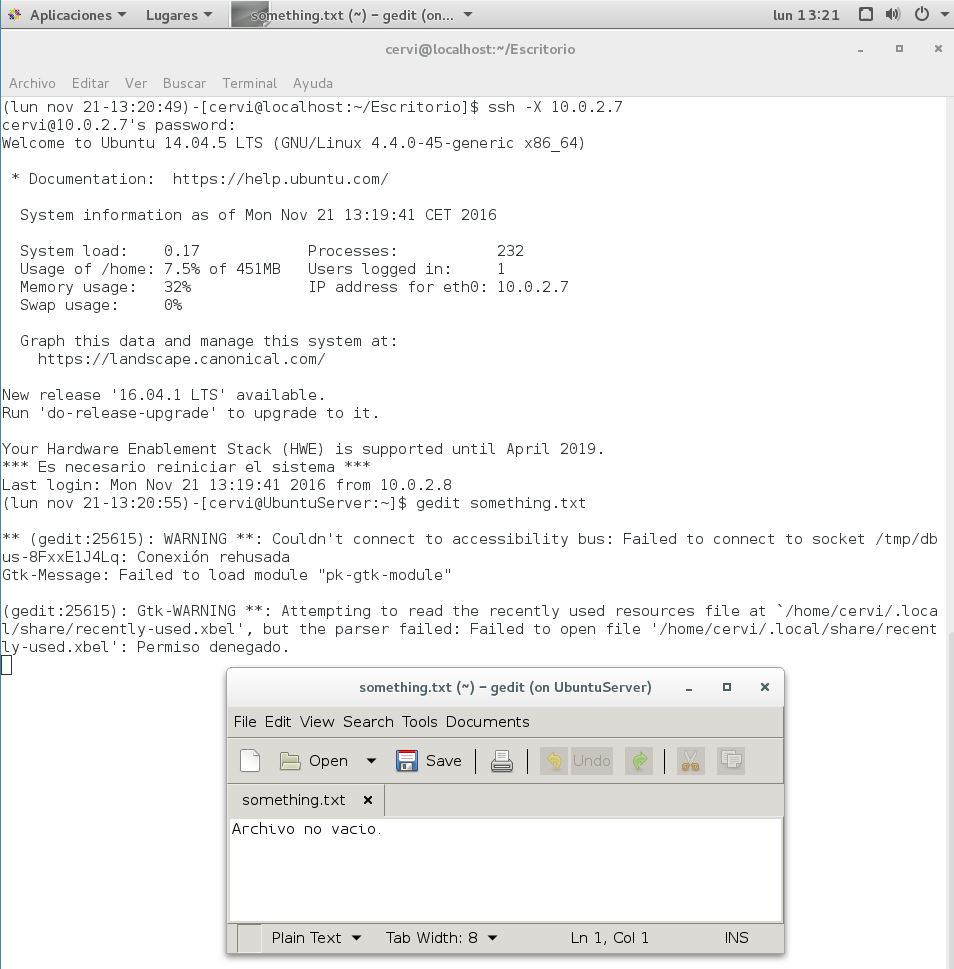 Aplicaciones Lugares something.txt (~) – gedit (on... lun 13:21
cervi@localhost:~/Escritorio
Archivo Editar Ver Buscar Terminal Ayuda
(lun nov 21-13:20:49)-[cervi@localhost:~/Escritorio]$ ssh -X 10.0.2.7
cervi@10.0.2.7's password:
Welcome to Ubuntu 14.04.5 LTS (GNU/Linux 4.4.0-45-generic x86_64)
* Documentation: https://help.ubuntu.com/
System information as of Mon Nov 21 13:19:41 CET 2016
System load: 0.17 Processes: 232
Usage of /home: 7.5% of 451MB Users logged in: 1
Memory usage: 32% IP address for eth0: 10.0.2.7
Swap usage: 0%
Graph this data and manage this system at:
https://landscape.canonical.com/
New release '16.04.1 LTS' available.
Run 'do-release-upgrade' to upgrade to it.
Your Hardware Enablement Stack (HWE) is supported until April 2019.
*** Es necesario reiniciar el sistema ***
Last login: Mon Nov 21 13:19:41 2016 from 10.0.2.8
(lun nov 21-13:20:55)-[cervi@UbuntuServer:~]$ gedit something.txt
** (gedit:25615): WARNING **: Couldn't connect to accessibility bus: Failed to connect to socket /tmp/db
us-8FxxE1J4Lq: Conexión rehusada
Gtk-Message: Failed to load module "pk-gtk-module"
(gedit:25615): Gtk-WARNING **: Attempting to read the recently used resources file at `/home/cervi/.loca
l/share/recently-used.xbel', but the parser failed: Failed to open file '/home/cervi/.local/share/recent
ly-used.xbel': Permiso denegado.
something.txt (~) – gedit (on UbuntuServer)
File Edit View Search Tools Documents
Open Save Undo
something.txt
Archivo no vacio.
Plain Text Tab Width: 8 Ln 1, Col 1 INS